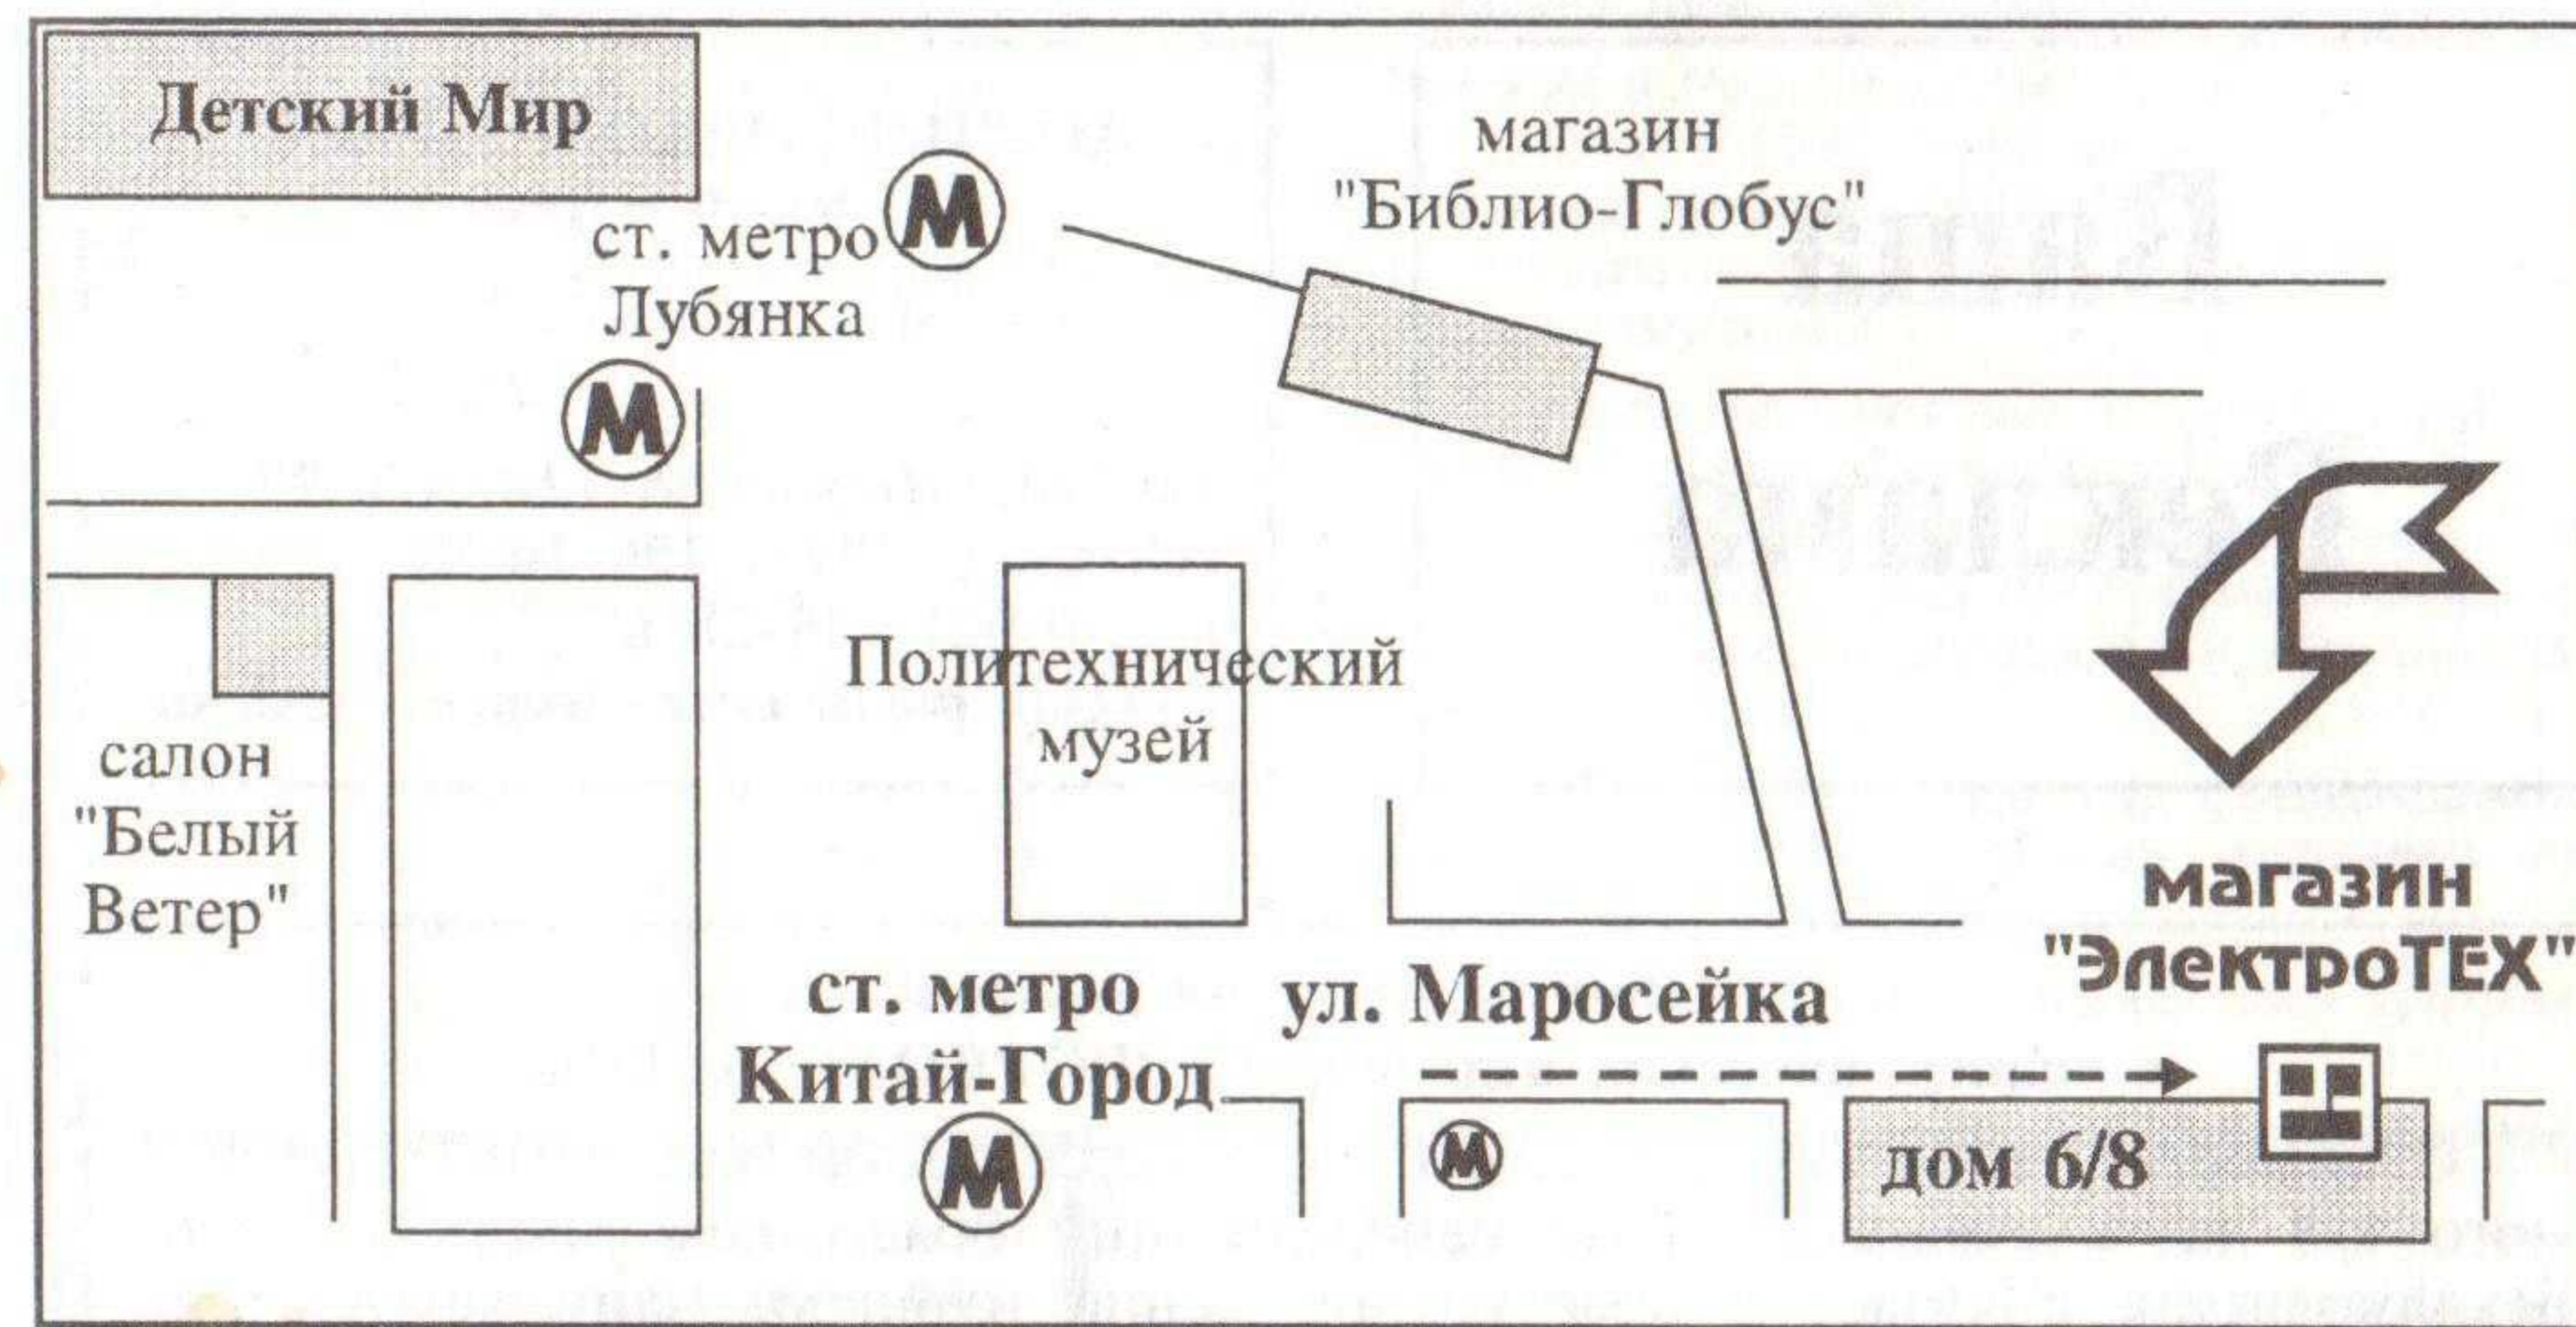 Детский Мир
ст. метро М
Лубянка
М
магазин
"Библио-Глобус"
Политехнический
музей
салон
"Белый
Ветер"
магазин
"ЭлектроТЕХ"
ст. метро
Китай-Город
М
ул. Маросейка
М
дом 6/8